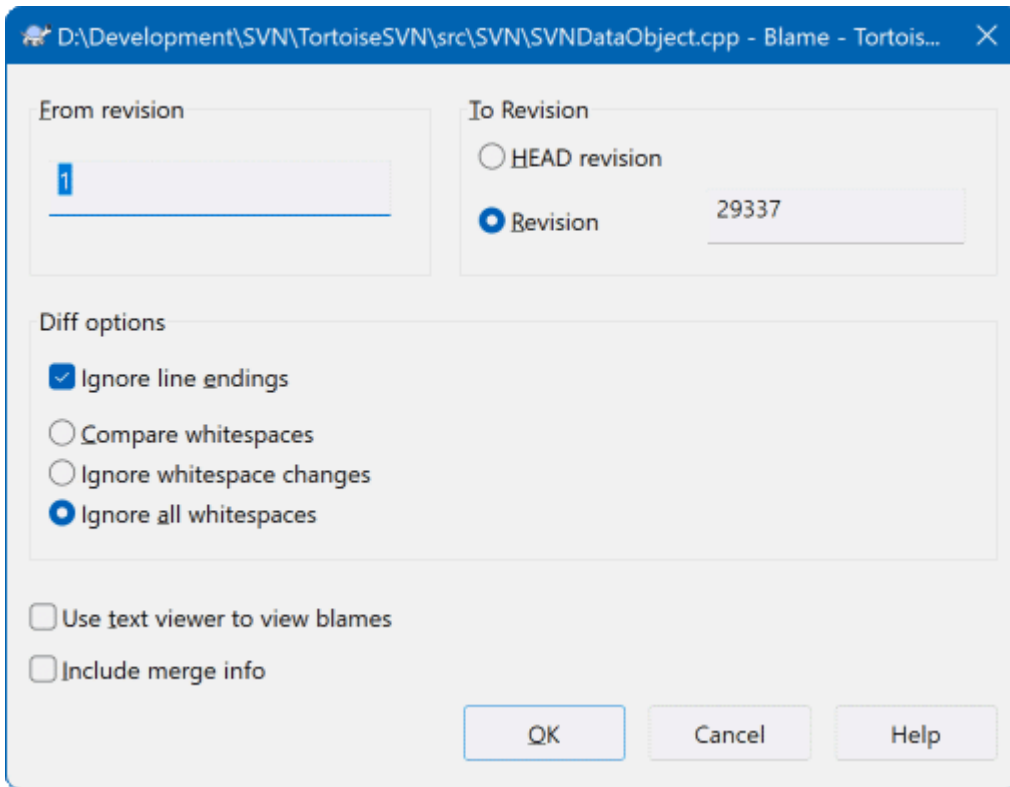 D:\Development\SVN\TortoiseSVN\src\SVN\SVNDataObject.cpp - Blame - Tortois...
From revision
To Revision
1
HEAD revision
Revision
29337
Diff options
Ignore line endings
Compare whitespaces
Ignore whitespace changes
Ignore all whitespaces
Use text viewer to view blames
Include merge info
OK
Cancel
Help